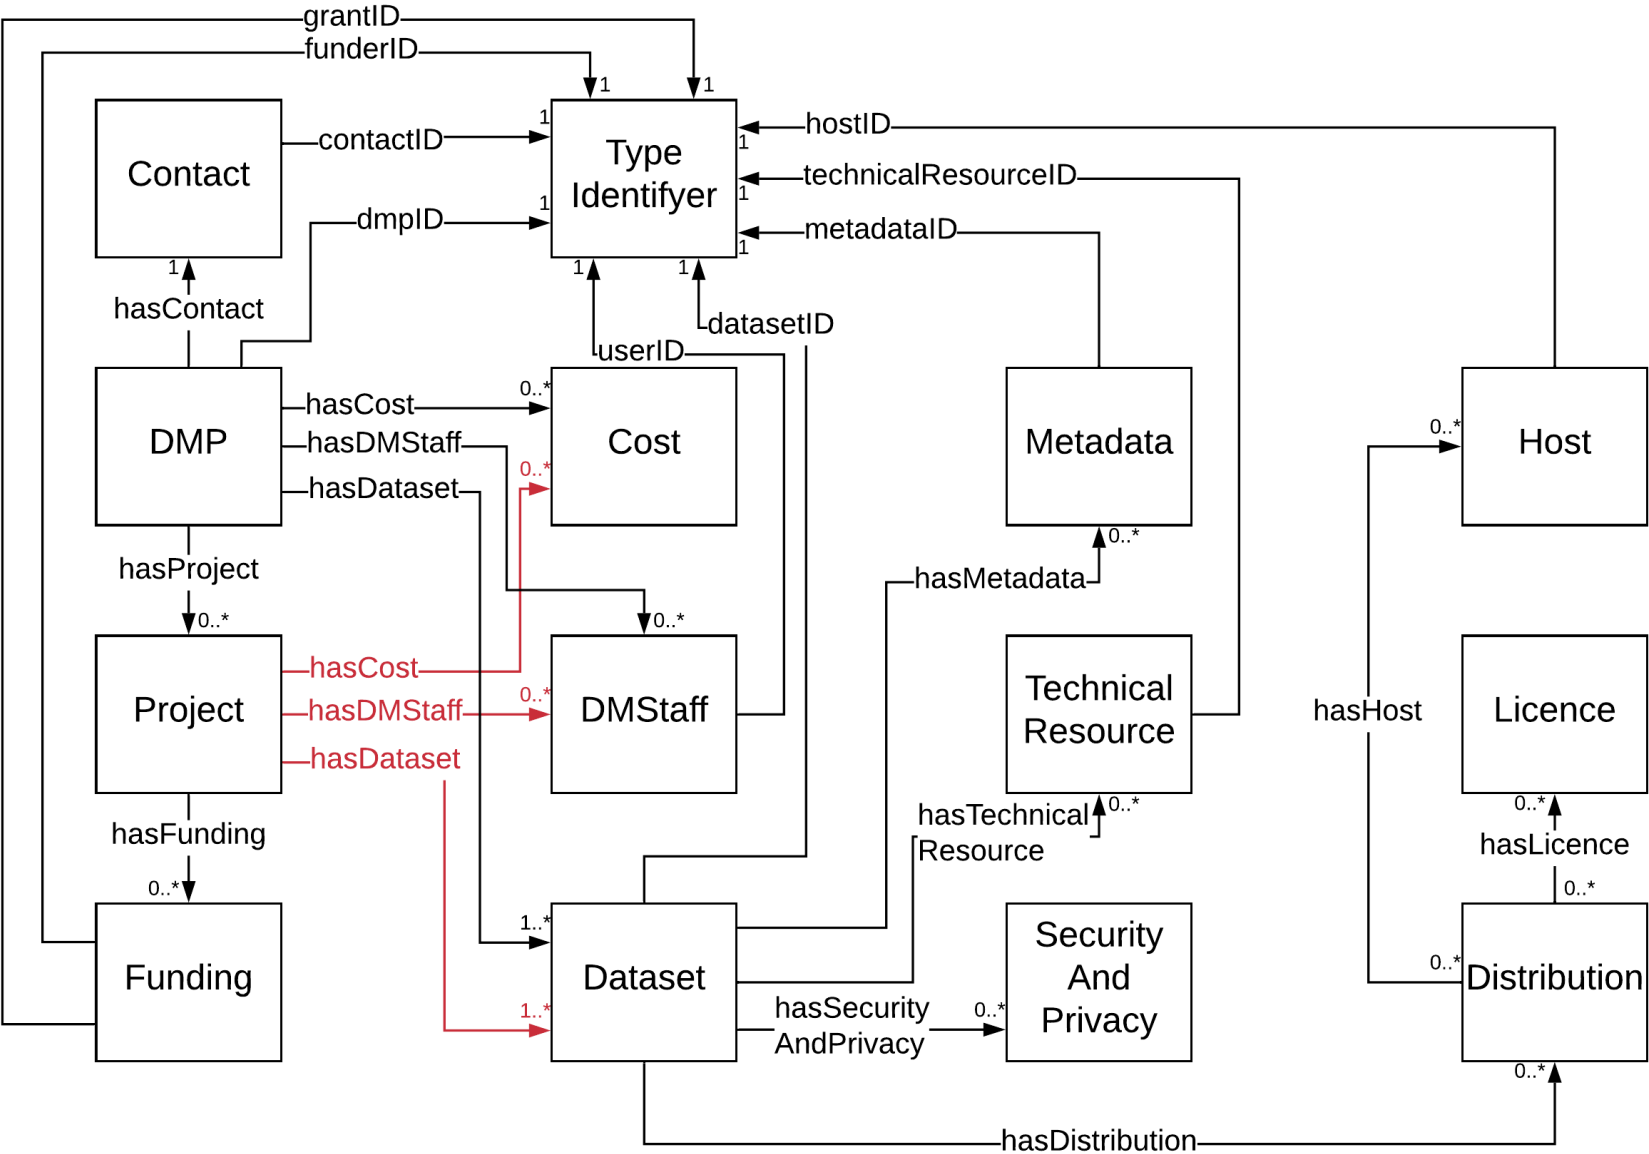 grantID
funderID
1
1
Contact
contactID
1
Type
Identifyer
hostID
1
technicalResourceID
1
dmpID
1
metadataID
1
1
hasContact
1
1
datasetID
userID
DMP
hasCost
0..*
hasDMStaff
hasDataset
Cost
0..*
Metadata
0..*
Host
hasProject
0..*
0..*
hasMetadata
0..*
Project
hasCost
hasDMStaff
0..*
hasDataset
DMStaff
Technical
Resource
hasHost
Licence
hasFunding
0..*
hasTechnical
Resource
0..*
0..*
hasLicence
0..*
Funding
1..*
Dataset
1..*
hasSecurity
AndPrivacy
0..*
Security
And
Privacy
0..*
Distribution
0..*
hasDistribution